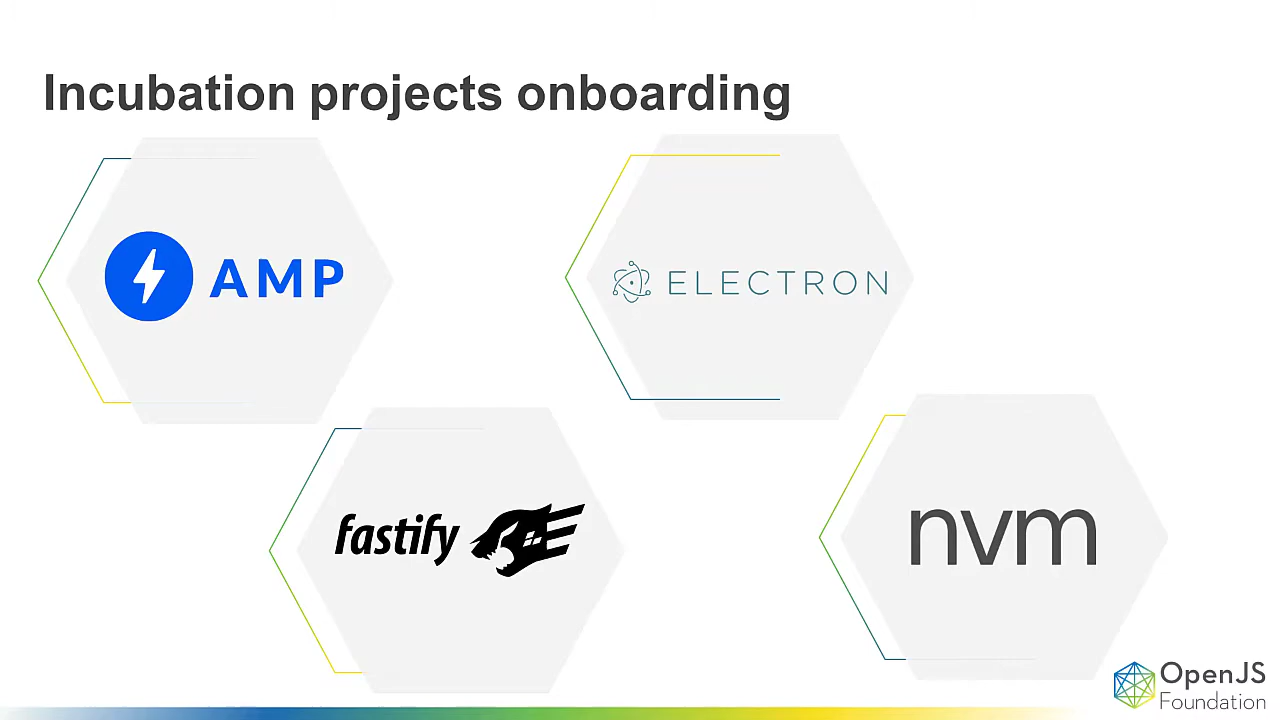 Incubation projects onboarding
AMP
ELECTRON
fastify
nvm
OpenJS
Foundation